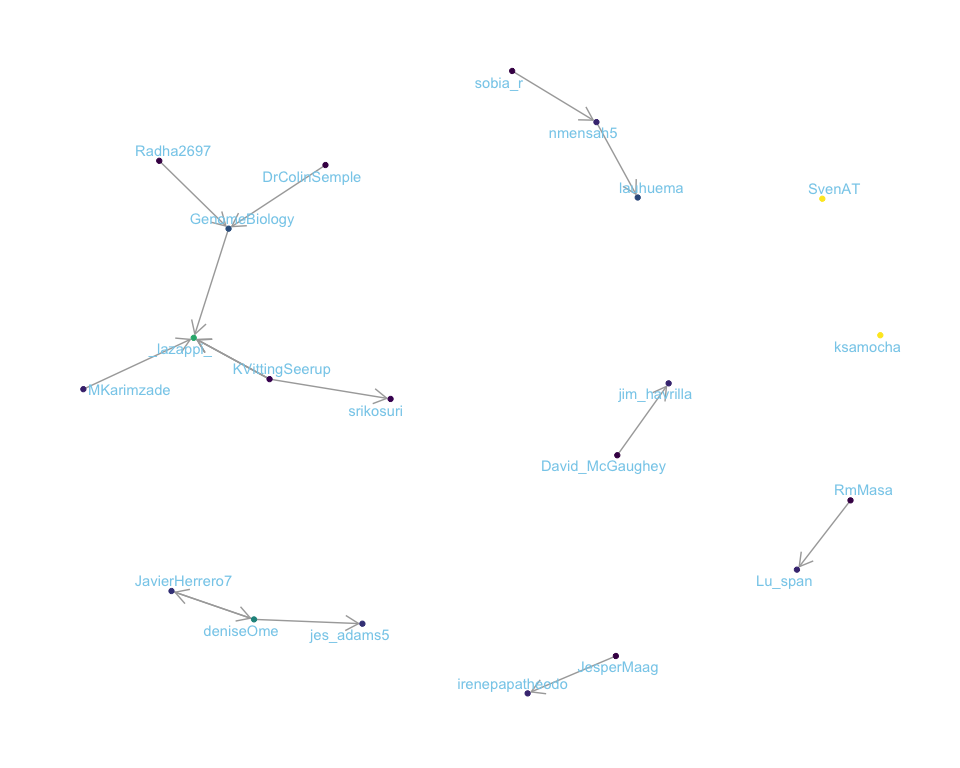 sobia_r
nmensah5
Radha2697
DrColinSemple
lauhuema
SvenAT
GenomeBiology
_lazappi_
ksamocha
KVittingSeerup
MKarimzade
jim_havrilla
srikosuri
David_McGaughey
RmMasa
JavierHerrero7
Lu_span
deniseOme
jes_adams5
JesperMaag
irenepapatheodo